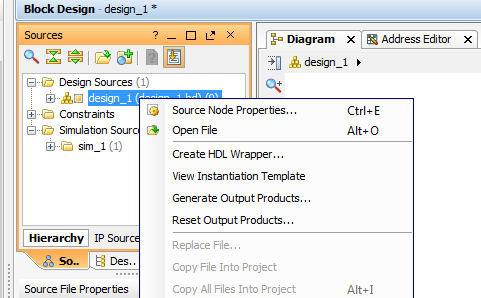 Block Design - design_1 *
Sources
Design Sources (1)
design_1 (design_1.bd) (0)
Constraints
Simulation Sour
sim_1 (1)
Hierarchy IP Source
So.. Des..
Source File Properties
Diagram Address Editor
design_1
Source Node Properties... Ctrl+E
Open File Alt+O
Create HDL Wrapper...
View Instantiation Template
Generate Output Products...
Reset Output Products...
Replace File...
Copy File Into Project
Copy All Files Into Project Alt+I